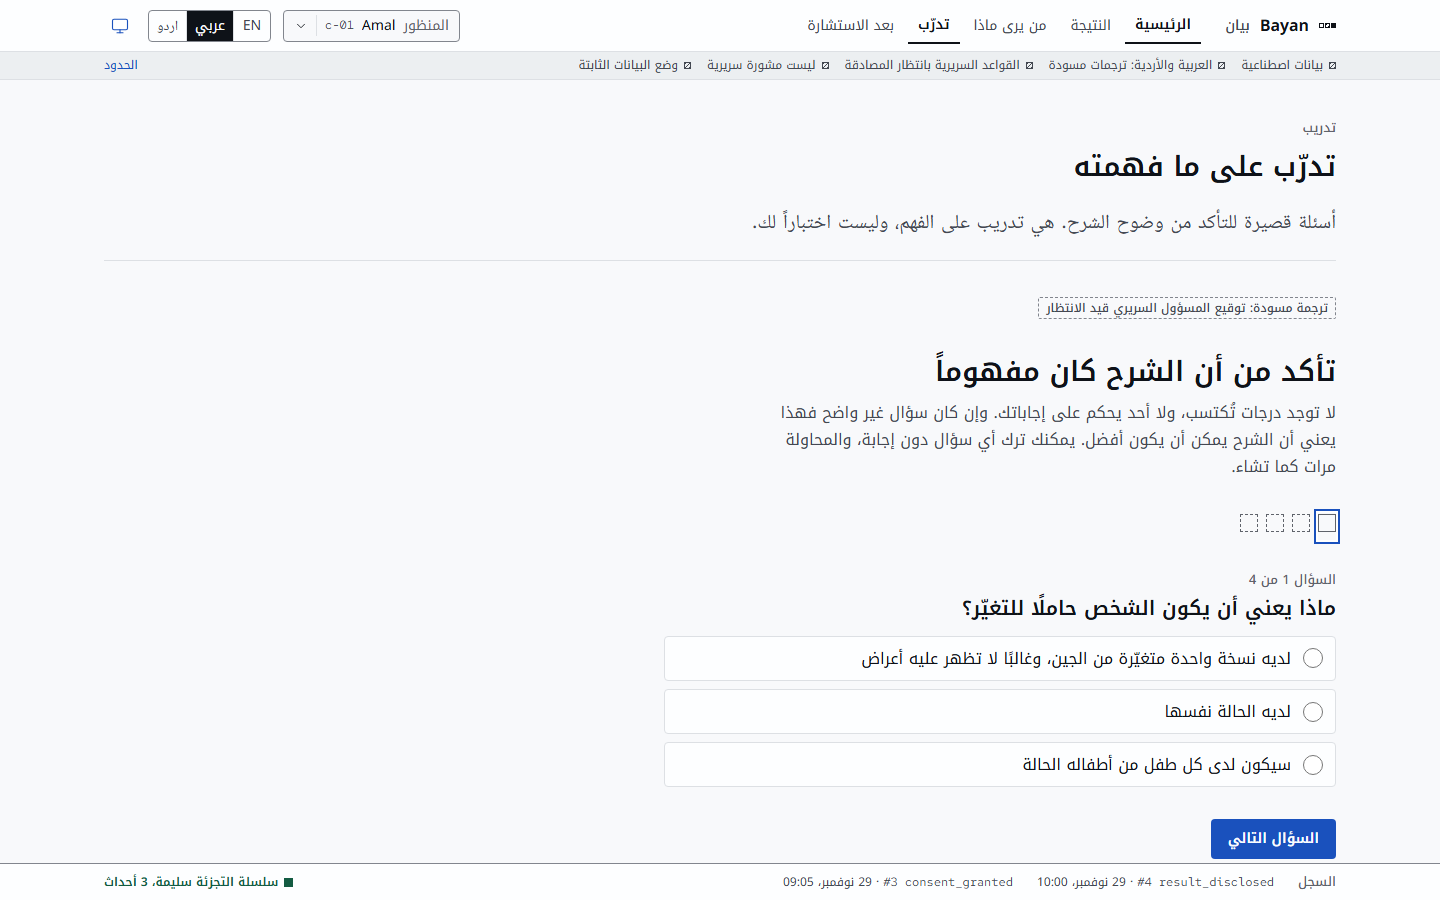 Bayan بيان
الرئيسية
النتيجة
من يرى ماذا
تدرّب
بعد الاستشارة
المنظور Amal c-01
EN
عربي
اردو
بيانات اصطناعية
العربية والأردية: ترجمات مسودة
القواعد السريرية بانتظار المصادقة
ليست مشورة سريرية
وضع البيانات الثابتة
الحدود
تدريب
تدرّب على ما فهمته
أسئلة قصيرة للتأكد من وضوح الشرح. هي تدريب على الفهم، وليست اختباراً لك.
ترجمة مسودة: توقيع المسؤول السريري قيد الانتظار
تأكد من أن الشرح كان مفهوماً
لا توجد درجات تُكتسب، ولا أحد يحكم على إجاباتك. وإن كان سؤال غير واضح فهذا
يعني أن الشرح يمكن أن يكون أفضل. يمكنك ترك أي سؤال دون إجابة، والمحاولة
مرات كما تشاء.
السؤال 1 من 4
ماذا يعني أن يكون الشخص حاملًا للتغيّر؟
لديه نسخة واحدة متغيّرة من الجين، وغالبًا لا تظهر عليه أعراض
لديه الحالة نفسها
سيكون لدى كل طفل من أطفاله الحالة
السؤال التالي
السجل
#4 result_disclosed · 29 نوفمبر، 10:00
#3 consent_granted · 29 نوفمبر، 09:05
سلسلة التجزئة سليمة، 3 أحداث